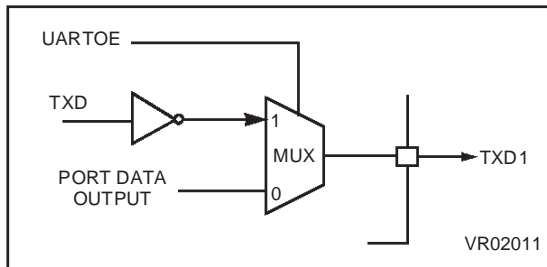 UARTOE
TXD
1
MUX
TXD1
PORT DATA
OUTPUT
0
VR02011